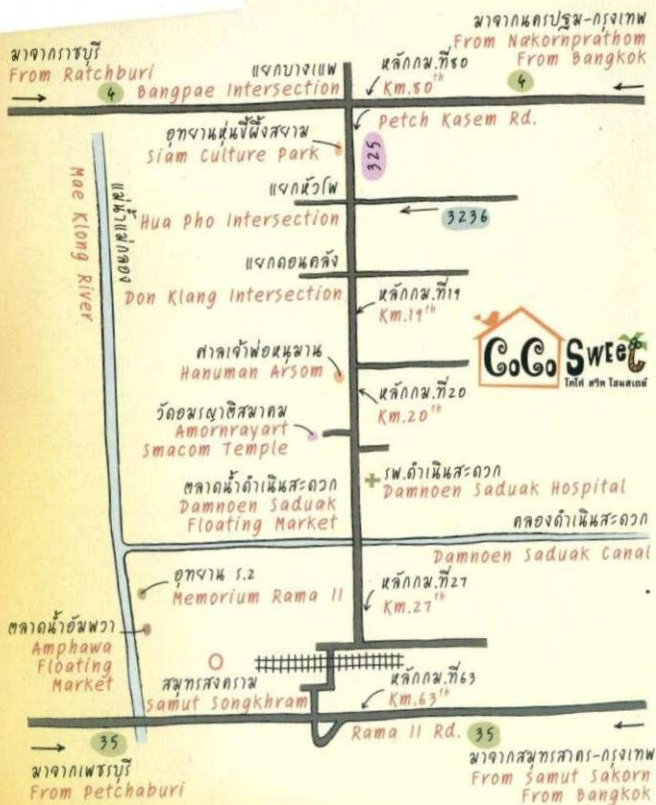 มาจากราชบุรี
From Ratchburi
4
แยกบางแพ
Bangpae Intersection
หลักกม.ที่80
Km.80th
มาจากนครปฐม-กรุงเทพ
From Nakornprathom
From Bangkok
4
Petch Kasem Rd.
อุทยานหุ่นขี้ผึ้งสยาม
Siam Culture Park
325
แยกหัวโพ
Hua Pho Intersection
3236
แม่น้ำแม่กลอง
Mae Klong River
แยกดอนคลัง
Don Klang Intersection
หลักกม.ที่19
Km.19th
ศาลเจ้าพ่อหนุมาน
Hanuman Arsom
CoCo Sweet
โคโค่ สวีท โฮมสเตย์
หลักกม.ที่20
Km.20th
วัดอมรญาติสมาคม
Amornrayart
Smacom Temple
รพ.ดำเนินสะดวก
Damnoen Saduak Hospital
ตลาดน้ำดำเนินสะดวก
Damnoen Saduak
Floating Market
คลองดำเนินสะดวก
Damnoen Saduak Canal
อุทยาน ร.2
Memorium Rama II
หลักกม.ที่27
Km.27th
ตลาดน้ำอัมพวา
Amphawa
Floating
Market
สมุทรสงคราม
Samut Songkhram
หลักกม.ที่63
Km.63th
35
Rama II Rd.
35
มาจากเพชรบุรี
From Petchaburi
มาจากสมุทรสาคร-กรุงเทพ
From Samut Sakorn
From Bangkok